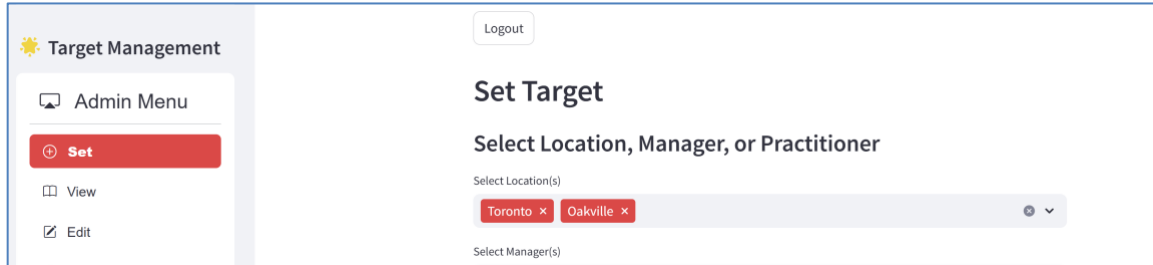 Target Management
Admin Menu
Set
View
Edit
Logout
Set Target
Select Location, Manager, or Practitioner
Select Location(s)
Toronto × Oakville ×
Select Manager(s)